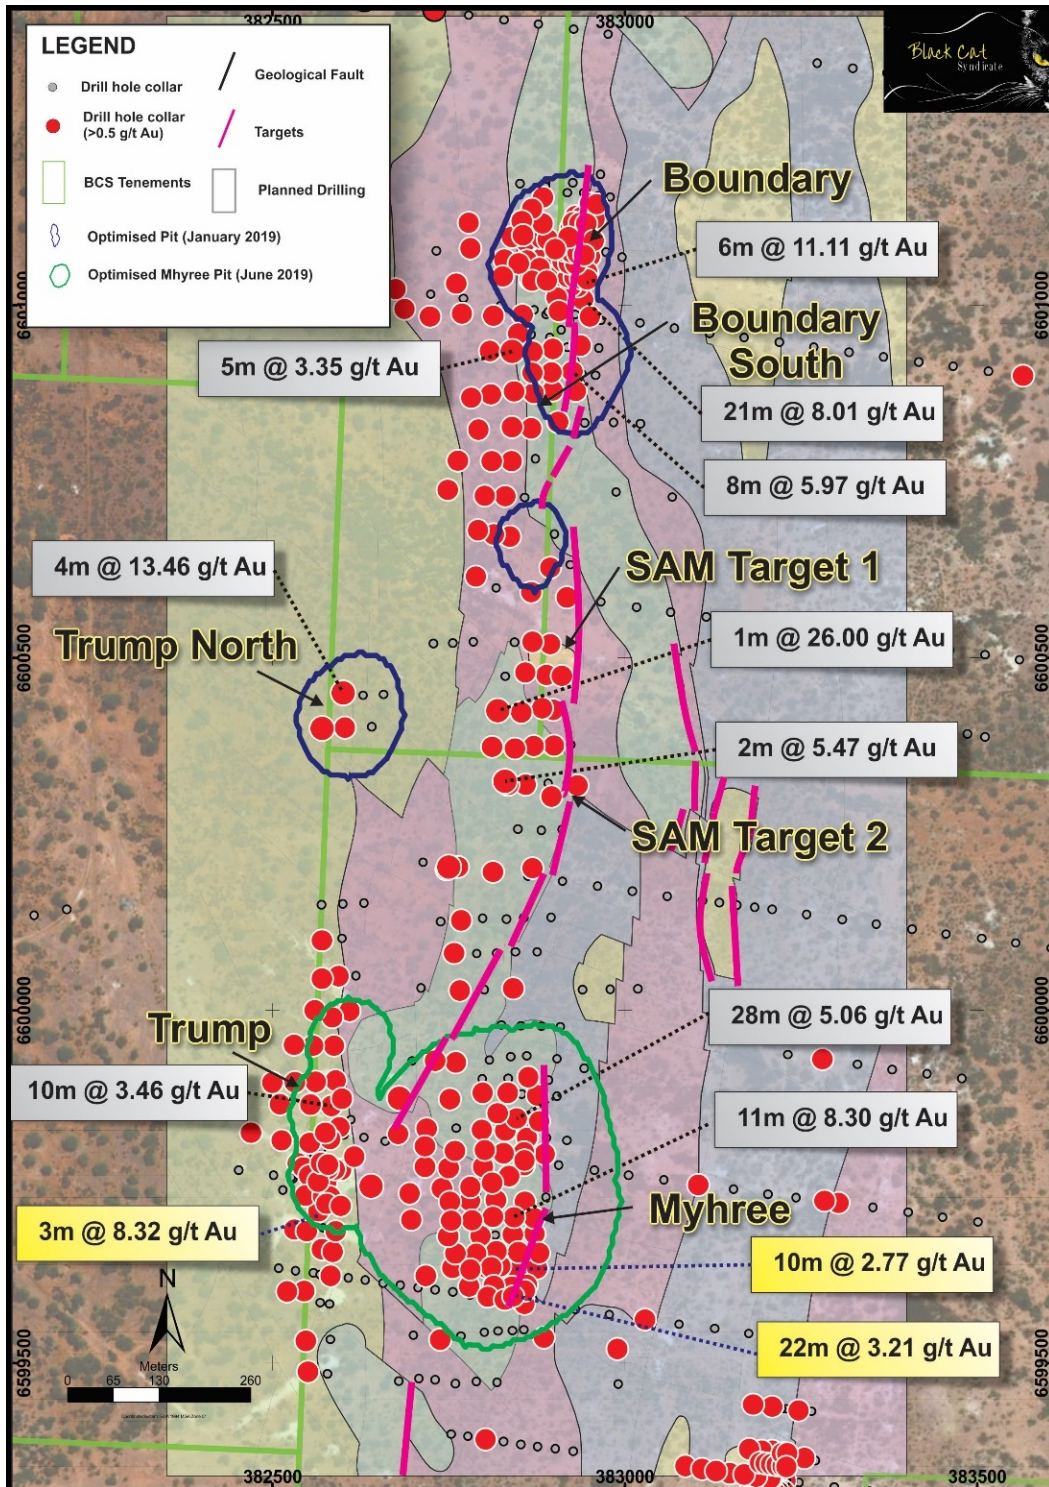 382500
383000
LEGEND
Drill hole collar
Geological Fault
Drill hole collar
(>0.5 g/t Au)
Targets
BCS Tenements
Planned Drilling
Optimised Pit (January 2019)
Optimised Mhyree Pit (June 2019)
Black Cat
Syndicate
Boundary
6m @ 11.11 g/t Au
6601000
6601000
Boundary
South
5m @ 3.35 g/t Au
21m @ 8.01 g/t Au
8m @ 5.97 g/t Au
4m @ 13.46 g/t Au
SAM Target 1
Trump North
1m @ 26.00 g/t Au
6600500
6600500
2m @ 5.47 g/t Au
SAM Target 2
6600000
6600000
28m @ 5.06 g/t Au
Trump
10m @ 3.46 g/t Au
11m @ 8.30 g/t Au
Myhree
3m @ 8.32 g/t Au
10m @ 2.77 g/t Au
N
22m @ 3.21 g/t Au
Meters
0 65 130 260
6599500
6599500
382500
383000
383500